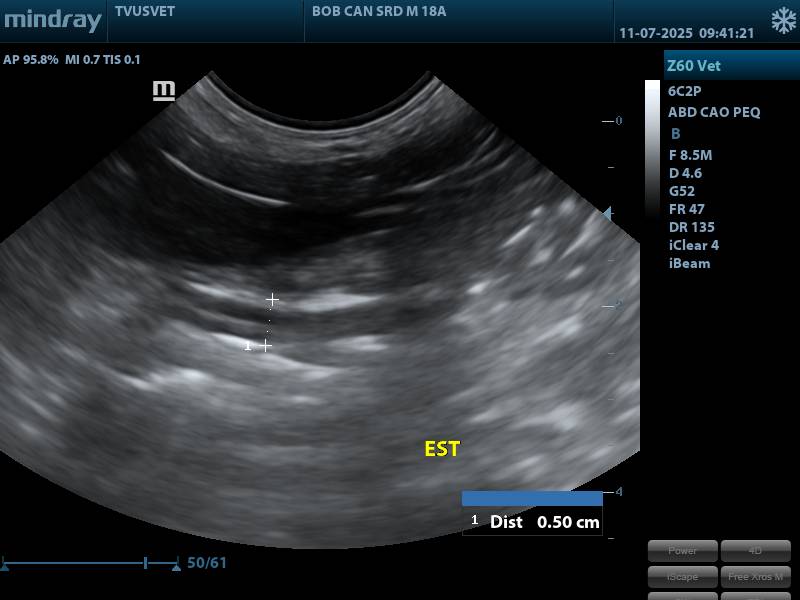 mindray
TVUSVET
BOB CAN SRD M 18A
11-07-2025 09:41:21
AP 95.8% MI 0.7 TIS 0.1
m
Z60 Vet
6C2P
ABD CAO PEQ
B
F 8.5M
D 4.6
G52
FR 47
DR 135
iClear 4
iBeam
0
2
4
1
EST
1 Dist 0.50 cm
50/61
Power
4D
iScape
Free Xros M